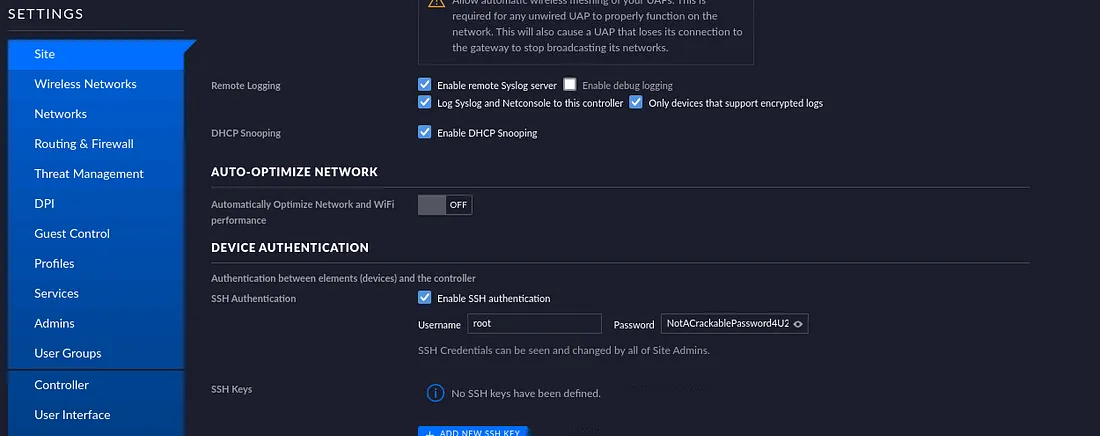 SETTINGS
Site
Wireless Networks
Networks
Routing & Firewall
Threat Management
DPI
Guest Control
Profiles
Services
Admins
User Groups
Controller
User Interface
Allow automatic wireless meshing of your UAPs. This is
required for any unwired UAP to properly function on the
network. This will also cause a UAP that loses its connection to
the gateway to stop broadcasting its networks.
Remote Logging
Enable remote Syslog server Enable debug logging
Log Syslog and Netconsole to this controller Only devices that support encrypted logs
DHCP Snooping
Enable DHCP Snooping
AUTO-OPTIMIZE NETWORK
Automatically Optimize Network and WiFi
performance
OFF
DEVICE AUTHENTICATION
Authentication between elements (devices) and the controller
SSH Authentication
Enable SSH authentication
Username root Password NotACrackablePassword4U2
SSH Credentials can be seen and changed by all of Site Admins.
SSH Keys
No SSH keys have been defined.
+ ADD NEW SSH KEY